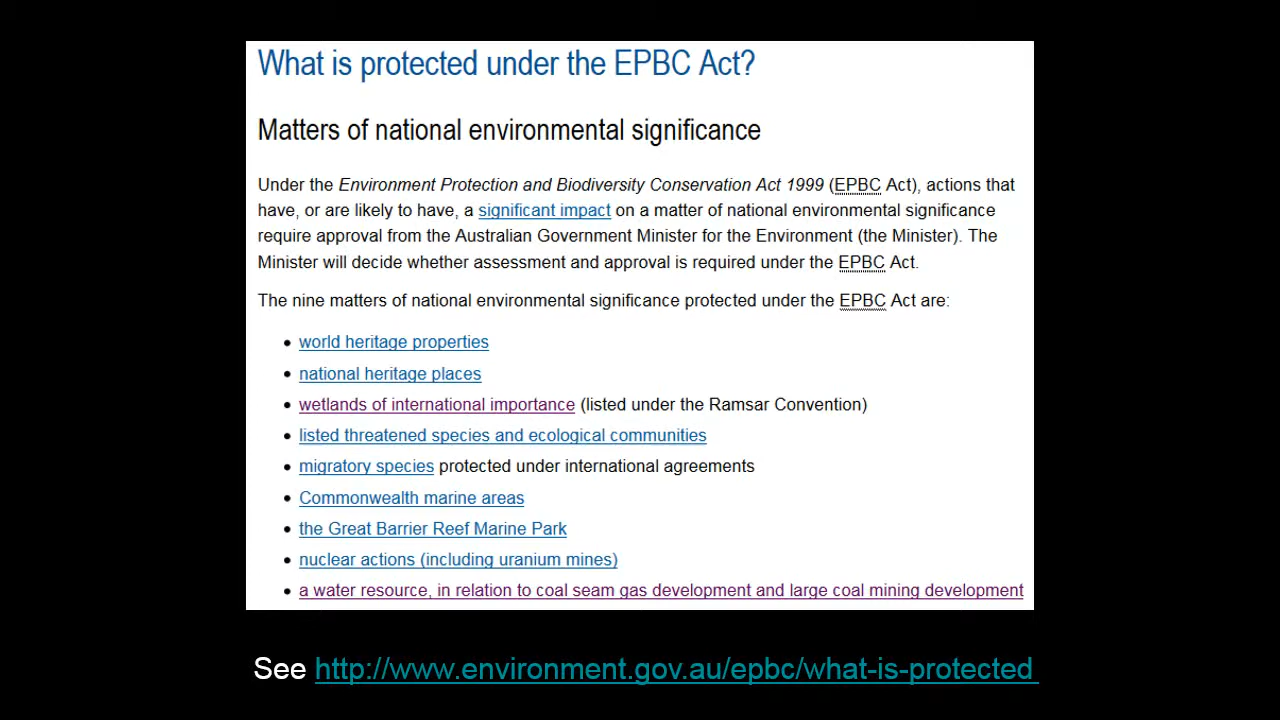 What is protected under the EPBC Act?
Matters of national environmental significance
Under the Environment Protection and Biodiversity Conservation Act 1999 (EPBC Act), actions that
have, or are likely to have, a significant impact on a matter of national environmental significance
require approval from the Australian Government Minister for the Environment (the Minister). The
Minister will decide whether assessment and approval is required under the EPBC Act.
The nine matters of national environmental significance protected under the EPBC Act are:
• world heritage properties
• national heritage places
• wetlands of international importance (listed under the Ramsar Convention)
• listed threatened species and ecological communities
• migratory species protected under international agreements
• Commonwealth marine areas
• the Great Barrier Reef Marine Park
• nuclear actions (including uranium mines)
• a water resource, in relation to coal seam gas development and large coal mining development
See http://www.environment.gov.au/epbc/what-is-protected